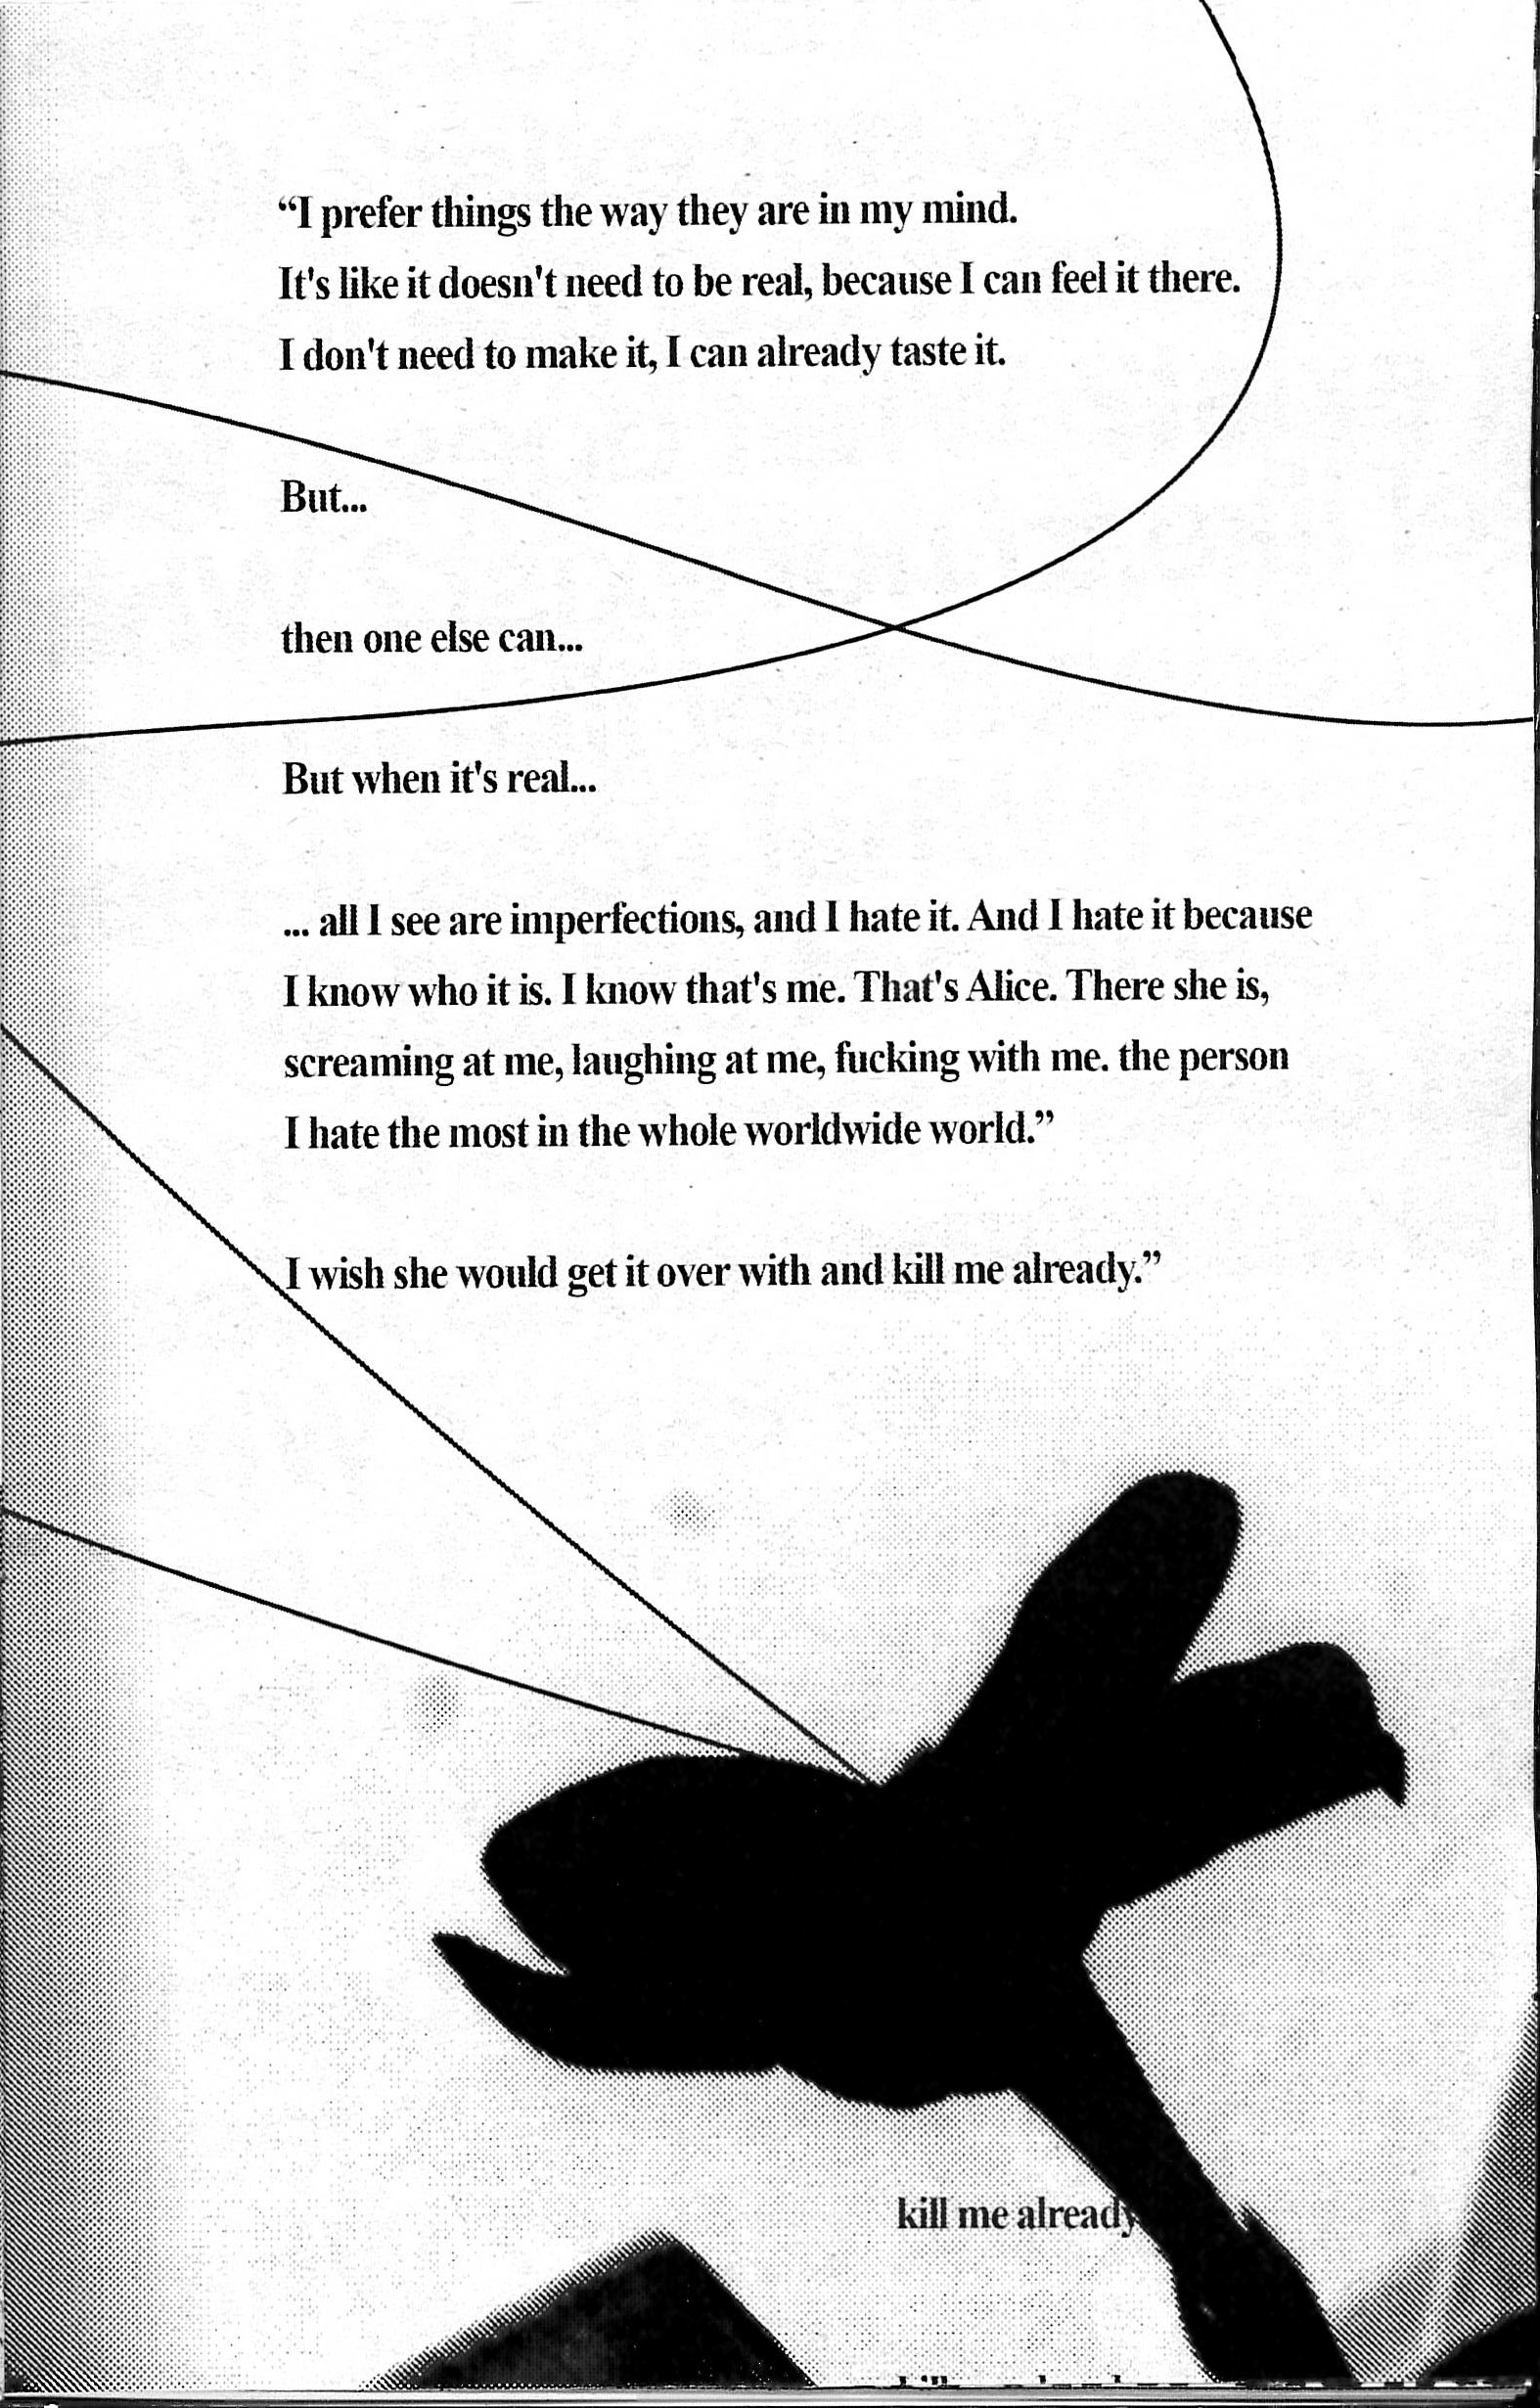 “I prefer things the way they are in my mind.
It's like it doesn't need to be real, because I can feel it there.
I don't need to make it, I can already taste it.
But...
then one else can...
But when it's real...
... all I see are imperfections, and I hate it. And I hate it because
I know who it is. I know that's me. That's Alice. There she is,
screaming at me, laughing at me, fucking with me. the person
I hate the most in the whole worldwide world.”
I wish she would get it over with and kill me already.”
kill me already